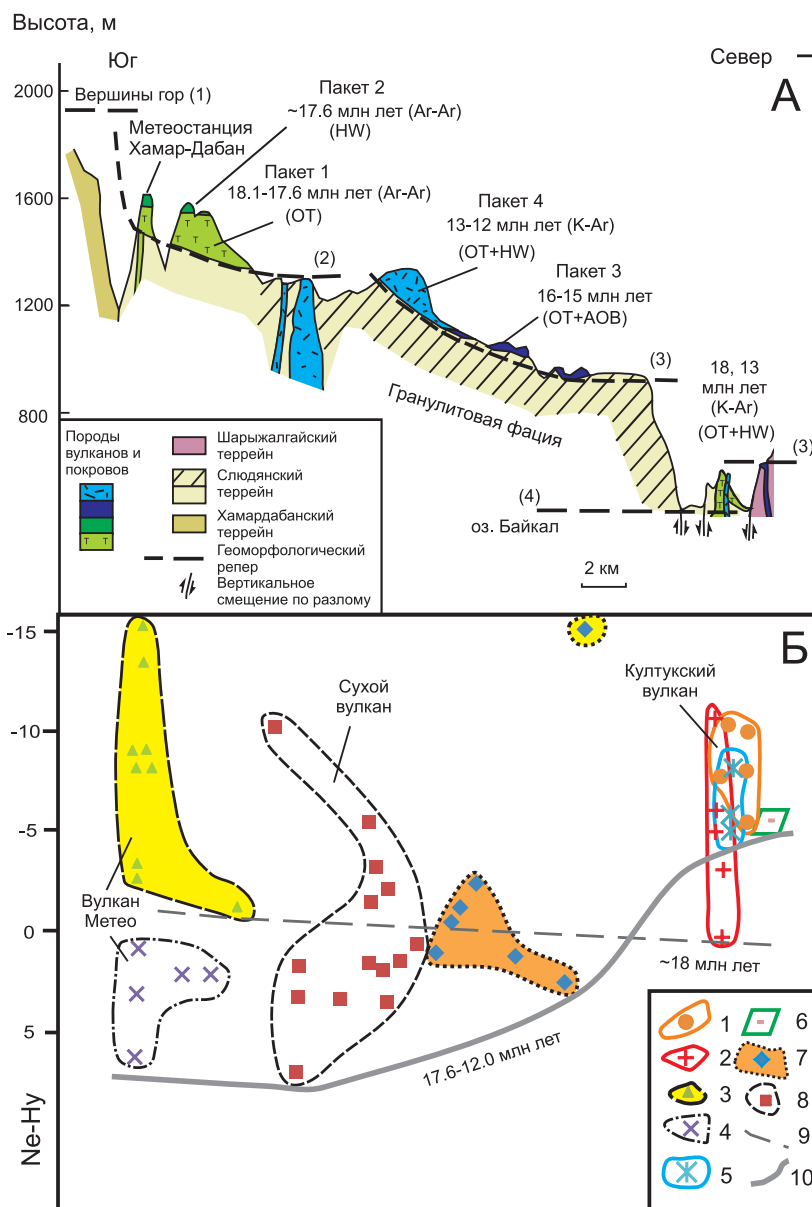 Высота, м
Юг
Север
А
2000
Вершины гор (1)
Пакет 2
~17.6 млн лет (Ar-Ar)
(HW)
Метеостанция
Хамар-Дабан
Пакет 1
18.1-17.6 млн лет (Ar-Ar)
(OT)
1600
Пакет 4
13-12 млн лет (K-Ar)
(OT+HW)
(2)
Пакет 3
16-15 млн лет
(OT+AOB)
1200
(3)
18, 13
млн лет
(K-Ar)
(OT+HW)
Гранулитовая фация
800
(3)
(4)
оз. Байкал
2 км
Породы
вулканов и
покровов
Шарыжалгайский
террейн
Слюдянский
террейн
Хамардабанский
террейн
Геоморфологический
репер
Вертикальное
смещение по разлому
Б
-15
Сухой
вулкан
Култукский
вулкан
-10
-5
Вулкан
Метео
0
~18 млн лет
5
17.6-12.0 млн лет
Ne-Hy
1
2
3
4
5
6
7
8
9
10